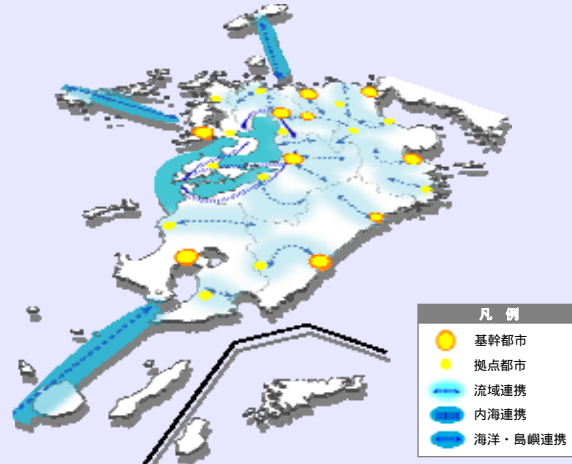 凡 例
基幹都市
拠点都市
流域連携
内海連携
海洋・島嶼連携